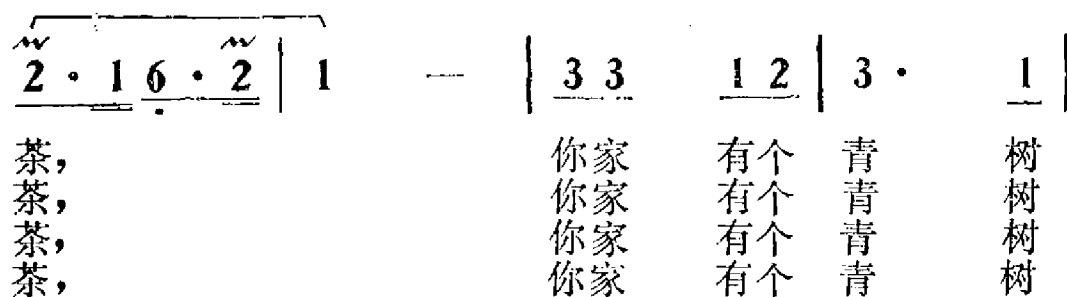 2 · 1 6 · 2 | 1 — | 3 3 1 2 | 3 · 1 |
茶， 你家 有个 青 树
茶， 你家 有个 青 树
茶， 你家 有个 青 树
茶， 你家 有个 青 树